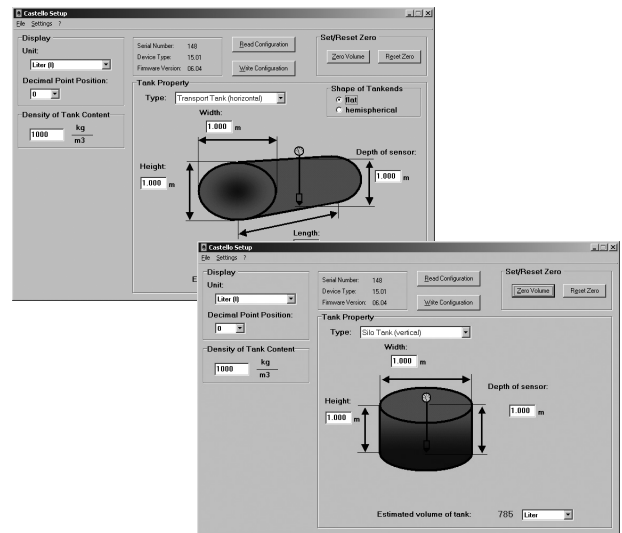 Castello Setup
File Settings ?
Display
Unit:
Liter (l)
Decimal Point Position:
0
Density of Tank Content
1000 kg
m3
Serial Number: 148
Device Type: 15.01
Firmware Version: 06.04
Read Configuration
Write Configuration
Set/Reset Zero
Zero Volume Reset Zero
Tank Property
Type: Transport Tank (horizontal)
Shape of Tankends
flat
hemispherical
Width:
1.000 m
Depth of sensor:
1.000 m
Height:
1.000 m
Length:
E
Castello Setup
File Settings ?
Display
Unit:
Liter (l)
Decimal Point Position:
0
Density of Tank Content
1000 kg
m3
Serial Number: 148
Device Type: 15.01
Firmware Version: 06.04
Read Configuration
Write Configuration
Set/Reset Zero
Zero Volume Reset Zero
Tank Property
Type: Silo Tank (vertical)
Width:
1.000 m
Depth of sensor:
1.000 m
Height:
1.000 m
Estimated volume of tank: 785 Liter